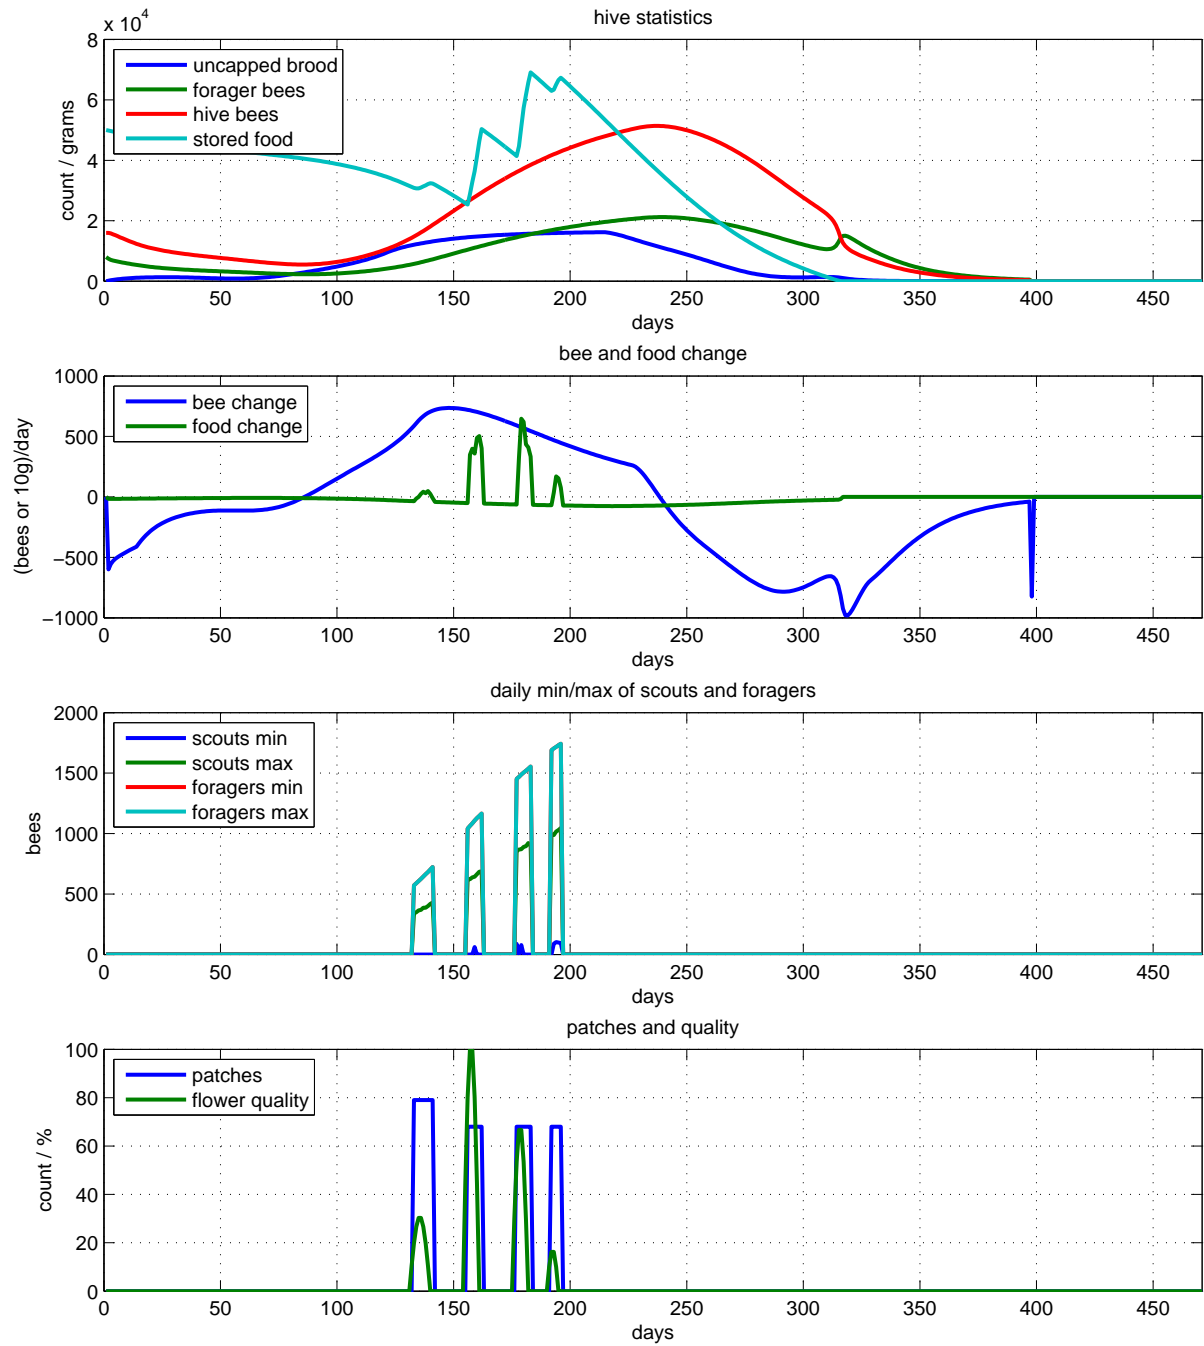 hive statistics
x 10^4
uncapped brood
forager bees
hive bees
stored food
count / grams
8
6
4
2
0
0 50 100 150 200 250 300 350 400 450
days
bee and food change
bee change
food change
(bees or 10g)/day
1000
500
0
−500
−1000
0 50 100 150 200 250 300 350 400 450
days
daily min/max of scouts and foragers
scouts min
scouts max
foragers min
foragers max
bees
2000
1500
1000
500
0
0 50 100 150 200 250 300 350 400 450
days
patches and quality
patches
flower quality
count / %
100
80
60
40
20
0
0 50 100 150 200 250 300 350 400 450
days